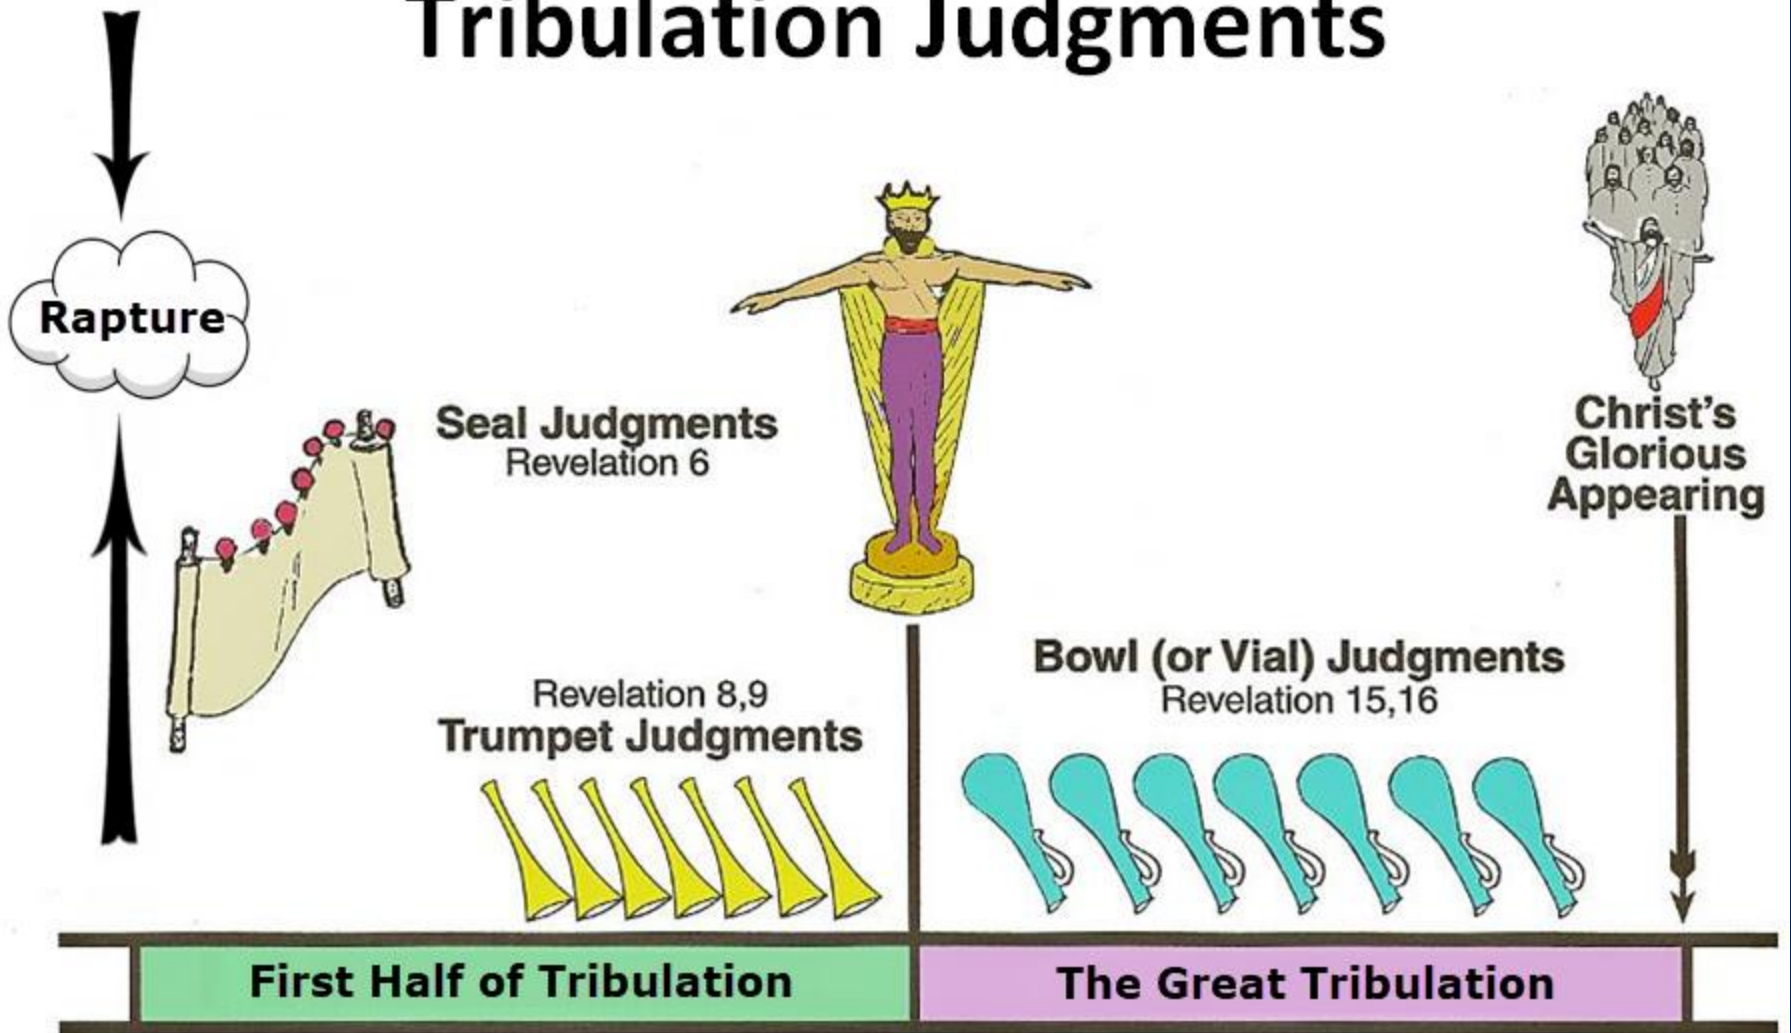 Tribulation Judgments
Rapture
Seal Judgments
Revelation 6
Christ's
Glorious
Appearing
Revelation 8,9
Trumpet Judgments
Bowl (or Vial) Judgments
Revelation 15,16
First Half of Tribulation
The Great Tribulation